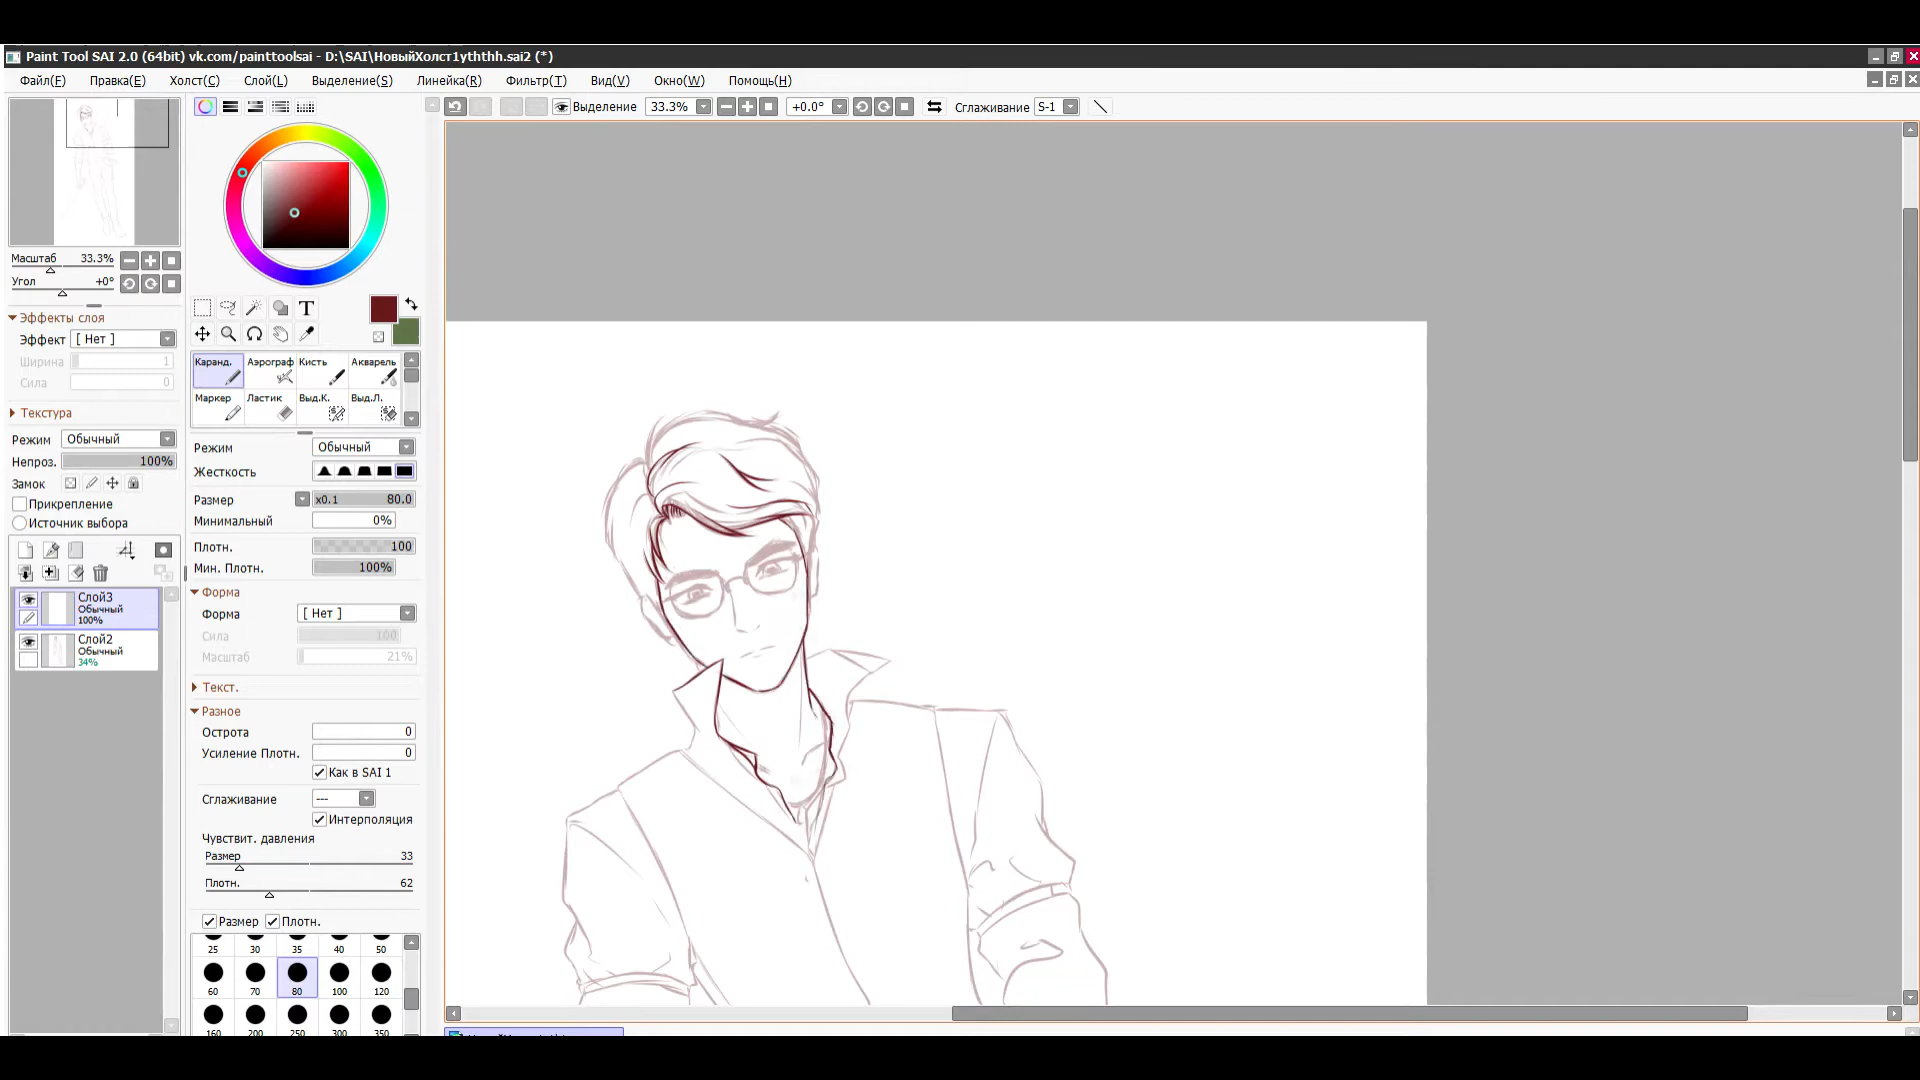 Paint Tool SAI 2.0 (64bit) vk.com/painttoolsai - D:\SAI\НовыйХолст1yththh.sai2 (*)
Файл(F) Правка(E) Холст(C) Слой(L) Выделение(S) Линейка(R) Фильтр(T) Вид(V) Окно(W) Помощь(H)
Выделение 33.3% +0.0° Сглаживание S-1
Масштаб 33.3%
Угол +0°
Эффекты слоя
Эффект [ Нет ]
Ширина 1
Сила 0
Текстура
Режим Обычный
Непроз. 100%
Замок
Прикрепление
Источник выбора
Слой3
Обычный
100%
Слой2
Обычный
34%
T
Каранд. Аэрограф Кисть Акварель
Маркер Ластик Выд.К. Выд.Л.
Режим Обычный
Жесткость
Размер x0.1 80.0
Минимальный 0%
Плотн. 100
Мин. Плотн. 100%
Форма
Форма [ Нет ]
Сила 100
Масштаб 21%
Текст.
Разное
Острота 0
Усиление Плотн. 0
Как в SAI 1
Сглаживание ---
Интерполяция
Чувствит. давления
Размер 33
Плотн. 62
Размер Плотн.
25 30 35 40 50
60 70 80 100 120
160 200 250 300 350